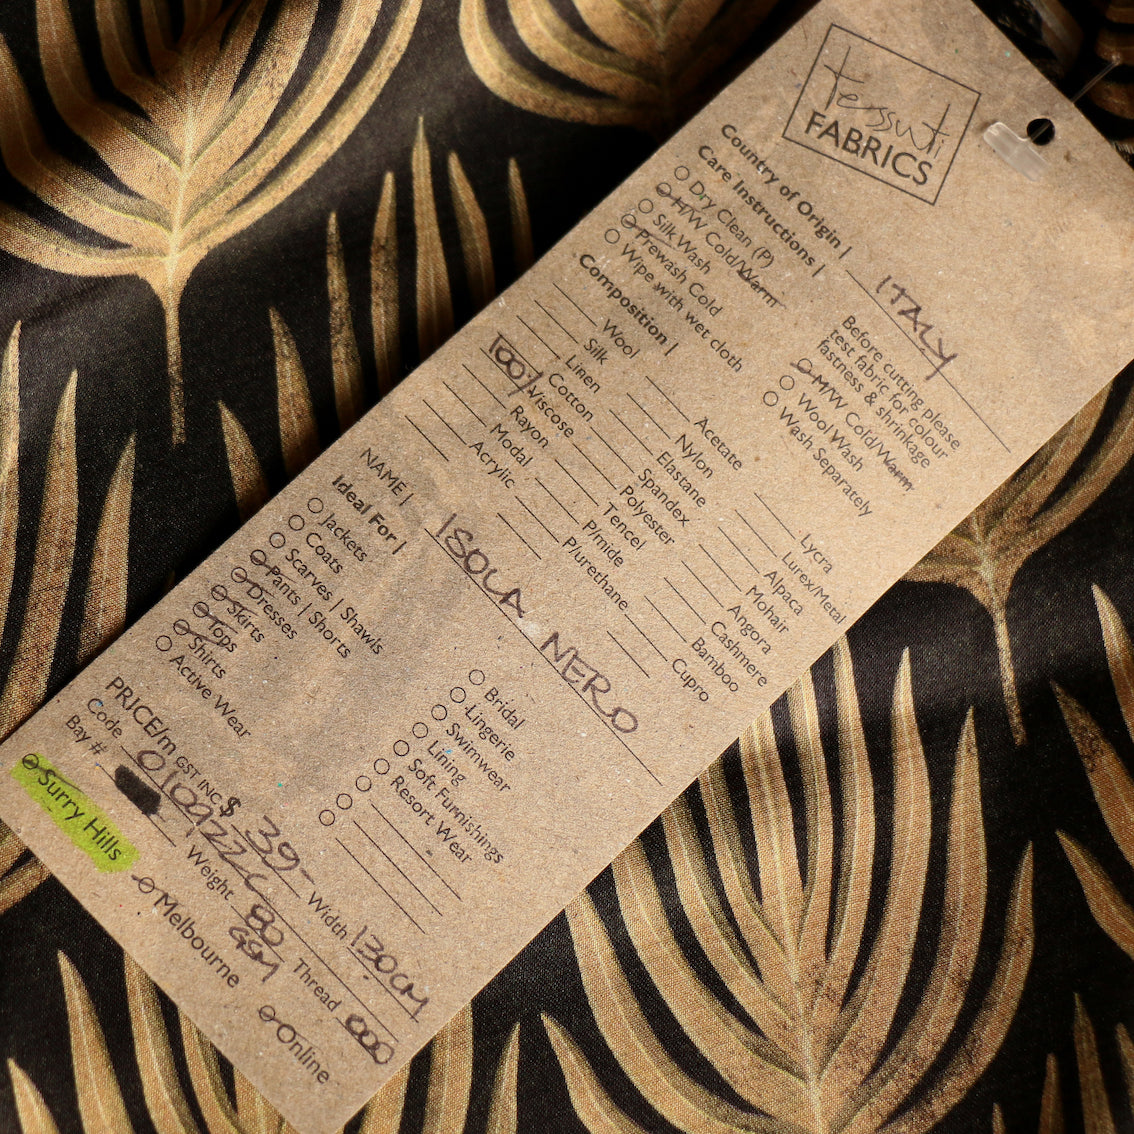 tessuti
FABRICS
Country of Origin | ITALY
Care Instructions |
Dry Clean (P)
H/W Cold/Warm
Silk Wash
Prewash Cold
Wipe with wet cloth
Before cutting please
test fabric for colour
fastness & shrinkage
M/W Cold/Warm
Wool Wash
Wash Separately
Composition |
Wool
Silk
Linen
Cotton
100% Viscose
Rayon
Modal
Acrylic
Acetate
Nylon
Elastane
Spandex
Polyester
Tencel
P/mide
P/urethane
Lycra
Lurex/Metal
Alpaca
Mohair
Angora
Cashmere
Bamboo
Cupro
NAME | ISOLA NERO
Ideal For |
Jackets
Coats
Scarves | Shawls
Pants | Shorts
Dresses
Skirts
Tops
Shirts
Active Wear
Bridal
Lingerie
Swimwear
Lining
Soft Furnishings
Resort Wear
PRICE/m GST INC $ 39- Width 130CM
Code
Weight 80 GSM Thread
Bay #
Surry Hills
Melbourne
Online